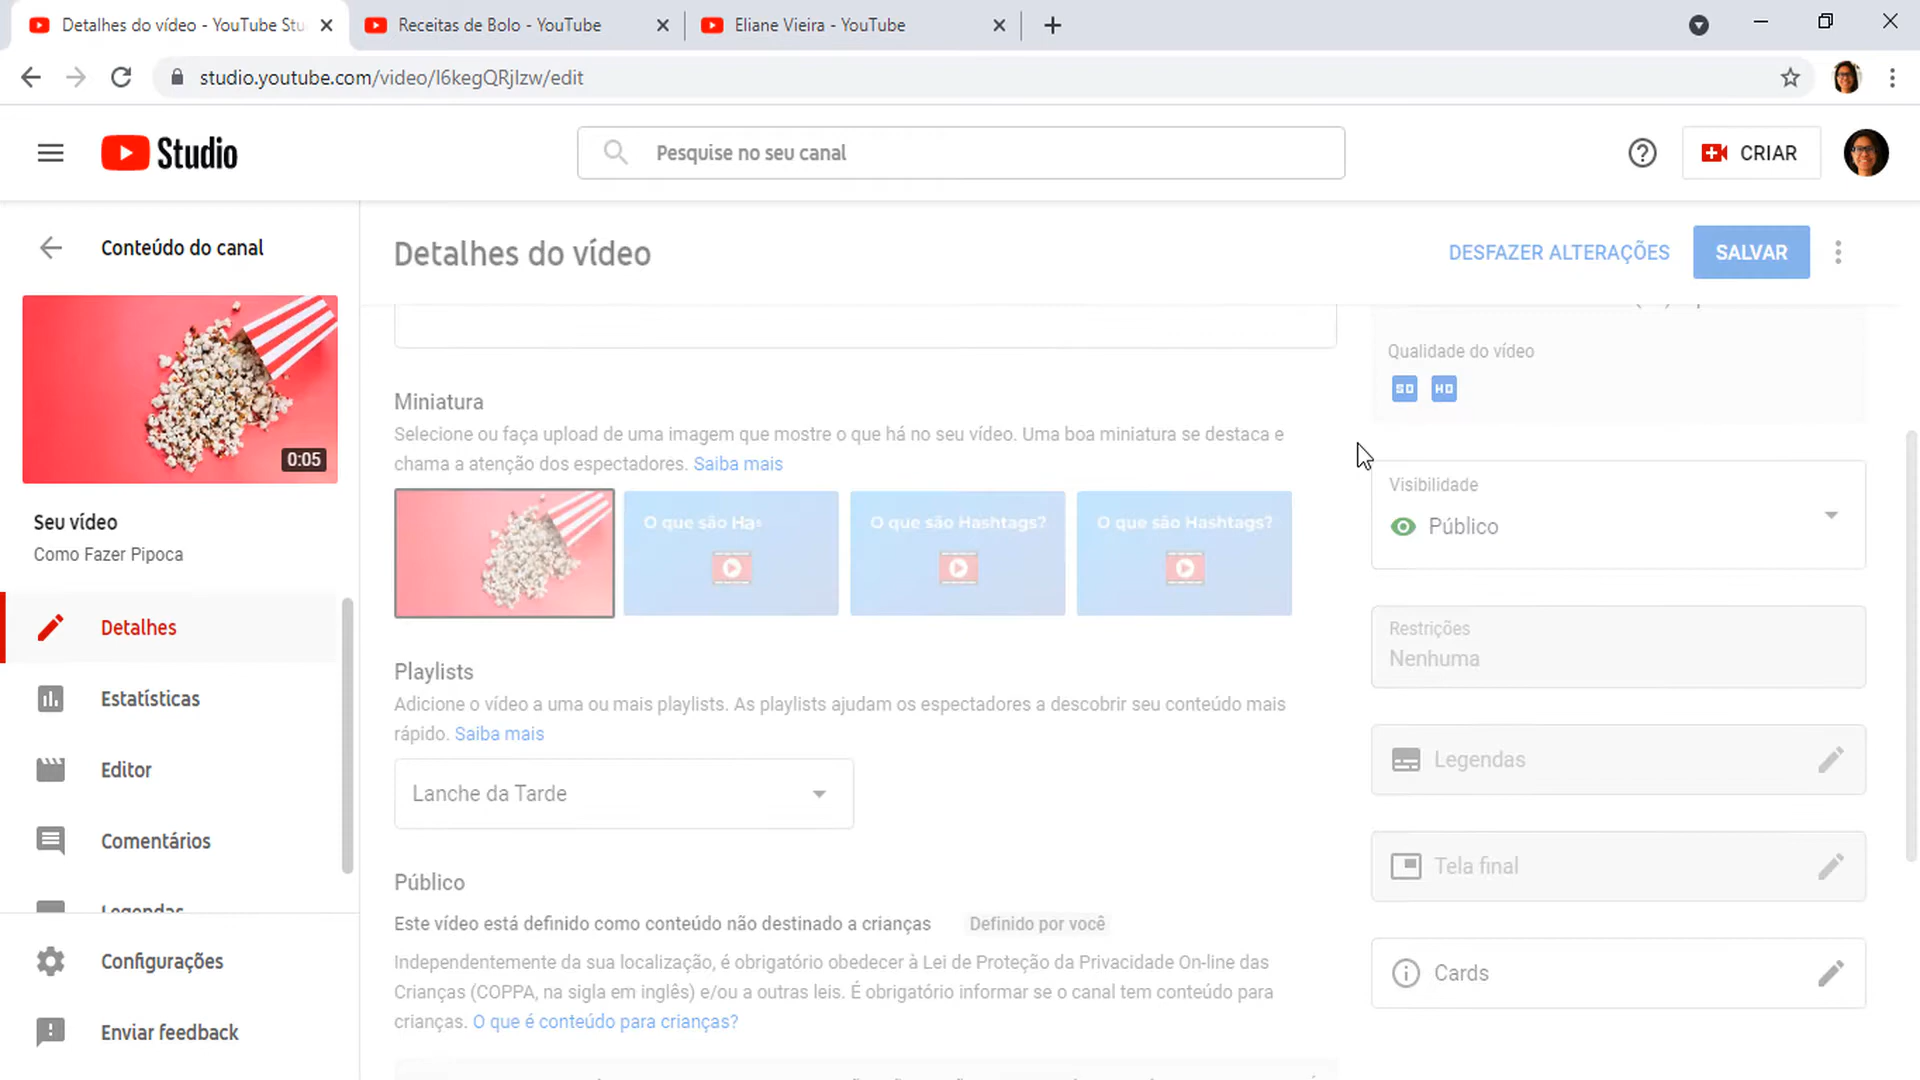 Detalhes do vídeo - YouTube Stu
Receitas de Bolo - YouTube
Eliane Vieira - YouTube
studio.youtube.com/video/I6kegQRjIzw/edit
Studio
Pesquise no seu canal
CRIAR
Conteúdo do canal
Detalhes do vídeo
DESFAZER ALTERAÇÕES
SALVAR
0:05
Seu vídeo
Como Fazer Pipoca
Detalhes
Estatísticas
Editor
Comentários
Legendas
Configurações
Enviar feedback
Miniatura
Selecione ou faça upload de uma imagem que mostre o que há no seu vídeo. Uma boa miniatura se destaca e
chama a atenção dos espectadores. Saiba mais
O que são Has
O que são Hashtags?
O que são Hashtags?
Playlists
Adicione o vídeo a uma ou mais playlists. As playlists ajudam os espectadores a descobrir seu conteúdo mais
rápido. Saiba mais
Lanche da Tarde
Público
Este vídeo está definido como conteúdo não destinado a crianças
Definido por você
Independentemente da sua localização, é obrigatório obedecer à Lei de Proteção da Privacidade On-line das
Crianças (COPPA, na sigla em inglês) e/ou a outras leis. É obrigatório informar se o canal tem conteúdo para
crianças. O que é conteúdo para crianças?
Qualidade do vídeo
SD HD
Visibilidade
Público
Restrições
Nenhuma
Legendas
Tela final
Cards